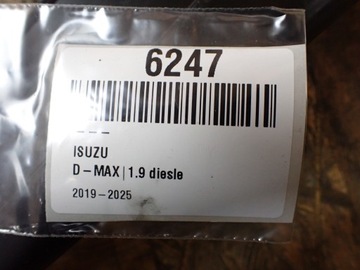 6247
ISUZU
D-MAX|1.9 diesle
2019-2025